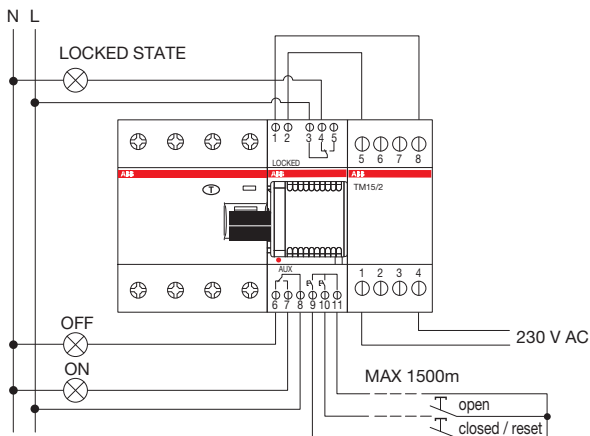 N L
LOCKED STATE
1 2 3 4 5
5 6 7 8
LOCKED
ABB ABB ABB
T
TM15/2
AUX
1 2 3 4
6 7 8 9 10 11
OFF
230 V AC
ON
MAX 1500m
open
closed / reset